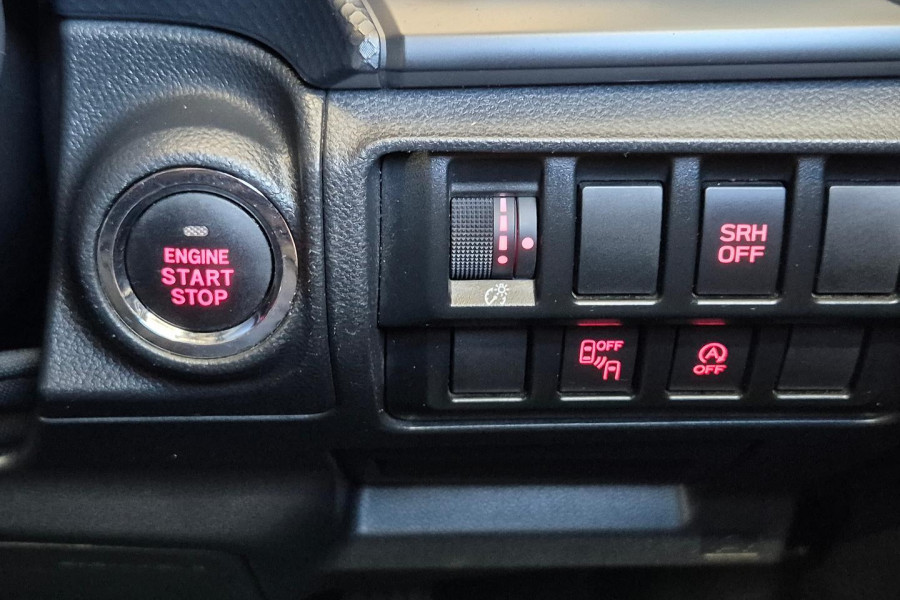 ENGINE
START
STOP
SRH
OFF
OFF
A
OFF